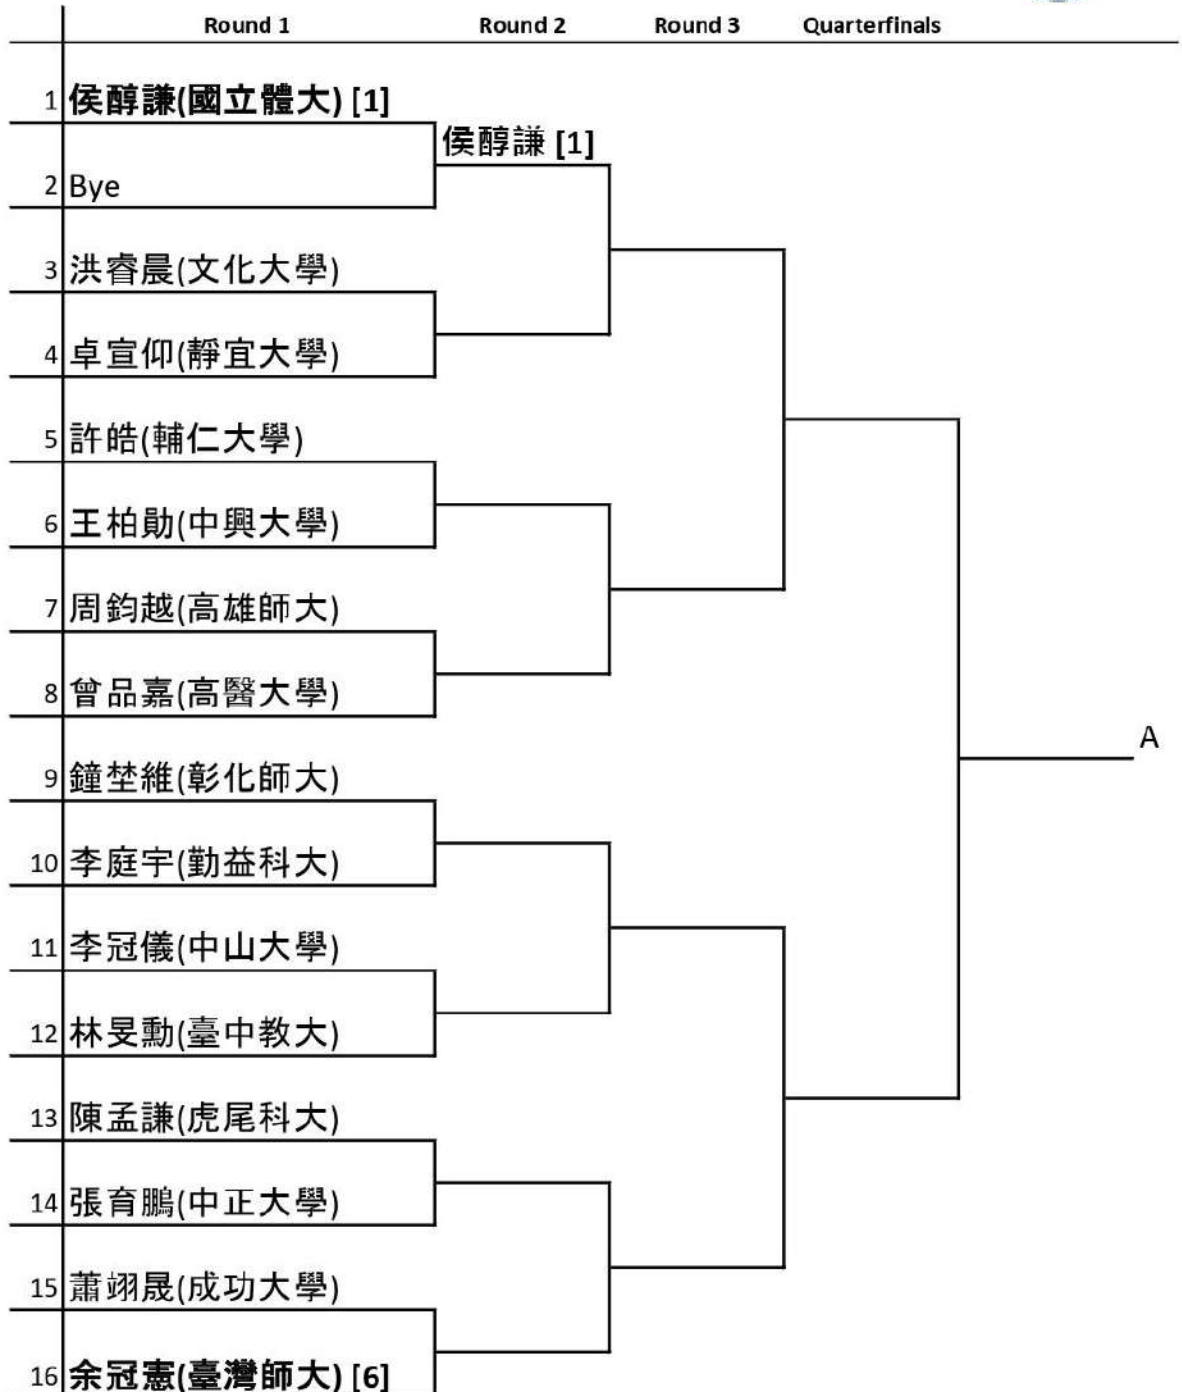 Round 1 Round 2 Round 3 Quarterfinals
1 侯醇謙(國立體大) [1]
侯醇謙 [1]
2 Bye
3 洪睿晨(文化大學)
4 卓宣仰(靜宜大學)
5 許皓(輔仁大學)
6 王柏勛(中興大學)
7 周鈞越(高雄師大)
8 曾品嘉(高醫大學)
A
9 鐘埜維(彰化師大)
10 李庭宇(勤益科大)
11 李冠儀(中山大學)
12 林旻勳(臺中教大)
13 陳孟謙(虎尾科大)
14 張育鵬(中正大學)
15 蕭翊晟(成功大學)
16 余冠憲(臺灣師大) [6]